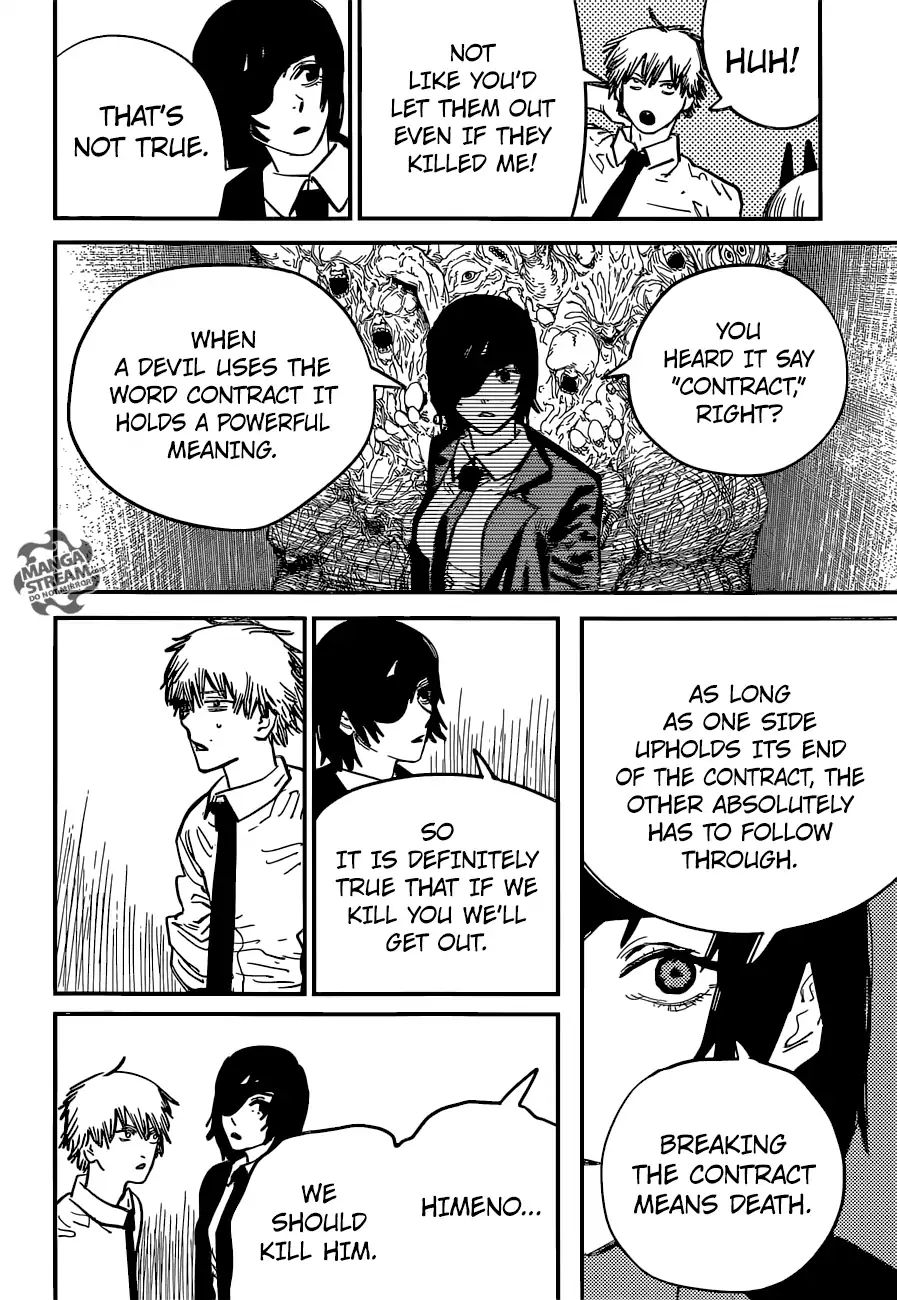 HUH!
NOT
LIKE YOU'D
LET THEM OUT
EVEN IF THEY
KILLED ME!
THAT'S
NOT TRUE.
YOU
HEARD IT SAY
"CONTRACT,"
RIGHT?
WHEN
A DEVIL USES THE
WORD CONTRACT IT
HOLDS A POWERFUL
MEANING.
MANGA
STREAM
DO NOT MIRROR
AS LONG
AS ONE SIDE
UPHOLDS ITS END
OF THE CONTRACT, THE
OTHER ABSOLUTELY
HAS TO FOLLOW
THROUGH.
BREAKING
THE CONTRACT
MEANS DEATH.
SO
IT IS DEFINITELY
TRUE THAT IF WE
KILL YOU WE'LL
GET OUT.
HIMENO...
WE
SHOULD
KILL HIM.